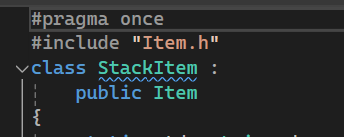 #pragma once
#include "Item.h"
class StackItem :
public Item
{